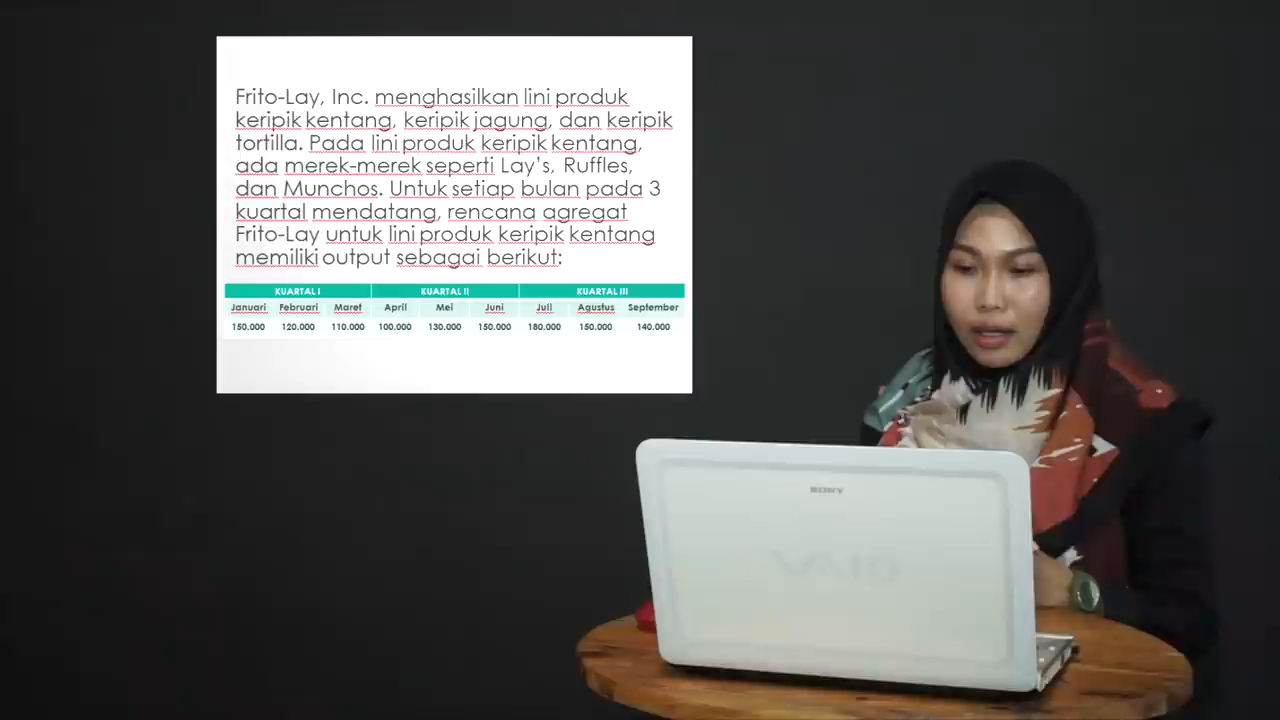 Frito-Lay, Inc. menghasilkan lini produk
keripik kentang, keripik jagung, dan keripik
tortilla. Pada lini produk keripik kentang,
ada merek-merek seperti Lay's, Ruffles,
dan Munchos. Untuk setiap bulan pada 3
kuartal mendatang, rencana agregat
Frito-Lay untuk lini produk keripik kentang
memiliki output sebagai berikut:
KUARTAL I KUARTAL II KUARTAL III
Januari Februari Maret April Mei Juni Juli Agustus September
150.000 120.000 110.000 100.000 130.000 150.000 180.000 150.000 140.000
SONY
VAIO